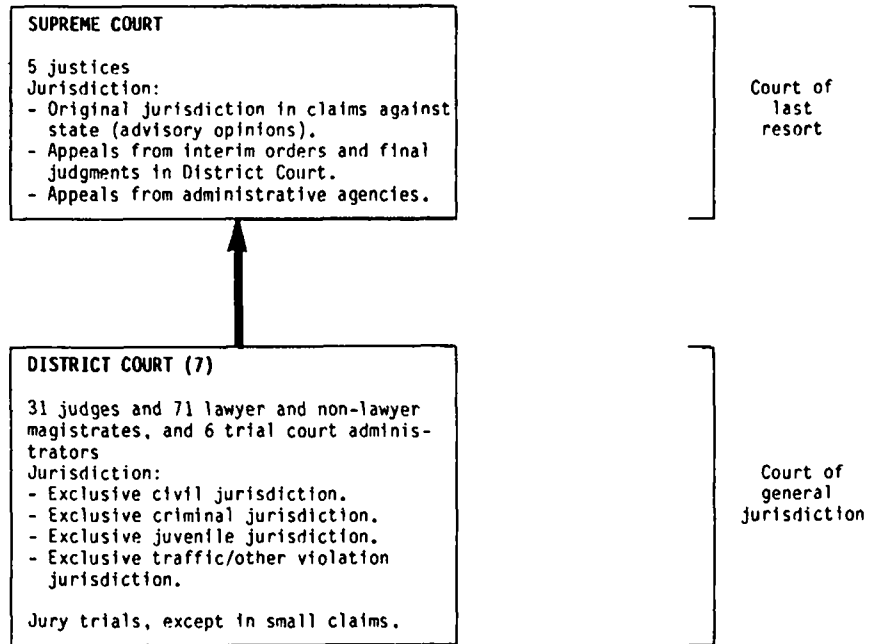 SUPREME COURT
5 justices
Jurisdiction:
- Original jurisdiction in claims against
state (advisory opinions).
- Appeals from interim orders and final
judgments in District Court.
- Appeals from administrative agencies.
Court of
last
resort
DISTRICT COURT (7)
31 judges and 71 lawyer and non-lawyer
magistrates, and 6 trial court adminis-
trators
Jurisdiction:
- Exclusive civil jurisdiction.
- Exclusive criminal jurisdiction.
- Exclusive juvenile jurisdiction.
- Exclusive traffic/other violation
jurisdiction.
Jury trials, except in small claims.
Court of
general
jurisdiction